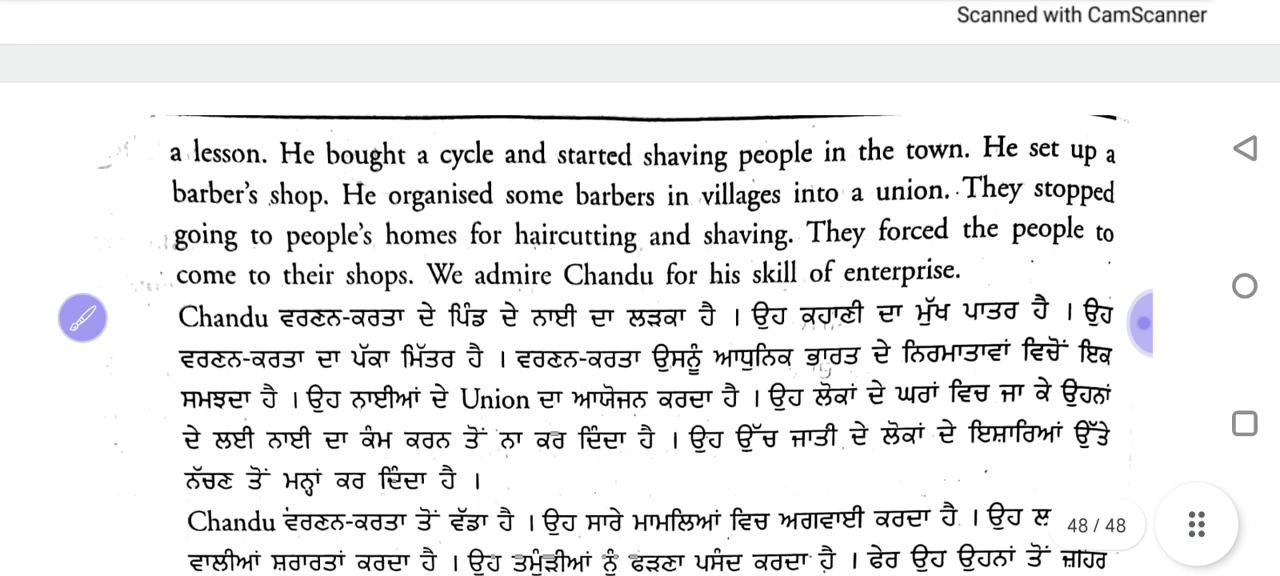 Scanned with CamScanner
a lesson. He bought a cycle and started shaving people in the town. He set up a
barber's shop. He organised some barbers in villages into a union. They stopped
going to people's homes for haircutting and shaving. They forced the people to
come to their shops. We admire Chandu for his skill of enterprise.
Chandu ਵਰਣਨ-ਕਰਤਾ ਦੇ ਪਿੰਡ ਦੇ ਨਾਈ ਦਾ ਲੜਕਾ ਹੈ । ਉਹ ਕਹਾਣੀ ਦਾ ਮੁੱਖ ਪਾਤਰ ਹੈ । ਉਹ
ਵਰਣਨ-ਕਰਤਾ ਦਾ ਪੱਕਾ ਮਿੱਤਰ ਹੈ । ਵਰਣਨ-ਕਰਤਾ ਉਸਨੂੰ ਆਧੁਨਿਕ ਭਾਰਤ ਦੇ ਨਿਰਮਾਤਾਵਾਂ ਵਿਚੋਂ ਇਕ
ਸਮਝਦਾ ਹੈ । ਉਹ ਨਾਈਆਂ ਦੇ Union ਦਾ ਆਯੋਜਨ ਕਰਦਾ ਹੈ । ਉਹ ਲੋਕਾਂ ਦੇ ਘਰਾਂ ਵਿਚ ਜਾ ਕੇ ਉਹਨਾਂ
ਦੇ ਲਈ ਨਾਈ ਦਾ ਕੰਮ ਕਰਨ ਤੋਂ ਨਾ ਕਰ ਦਿੰਦਾ ਹੈ । ਉਹ ਉੱਚ ਜਾਤੀ ਦੇ ਲੋਕਾਂ ਦੇ ਇਸ਼ਾਰਿਆਂ ਉੱਤੇ
ਨੱਚਣ ਤੋਂ ਮਨ੍ਹਾਂ ਕਰ ਦਿੰਦਾ ਹੈ ।
Chandu ਵਰਣਨ-ਕਰਤਾ ਤੋਂ ਵੱਡਾ ਹੈ । ਉਹ ਸਾਰੇ ਮਾਮਲਿਆਂ ਵਿਚ ਅਗਵਾਈ ਕਰਦਾ ਹੈ । ਉਹ
48 / 48
ਵਾਲੀਆਂ ਸ਼ਰਾਰਤਾਂ ਕਰਦਾ ਹੈ । ਉਹ ਤਮੂੰੜੀਆਂ ਨੂੰ ਫੜਣਾ ਪਸੰਦ ਕਰਦਾ ਹੈ । ਫੇਰ ਉਹ ਉਹਨਾਂ ਤੋਂ ਜ਼ਹਿਰ